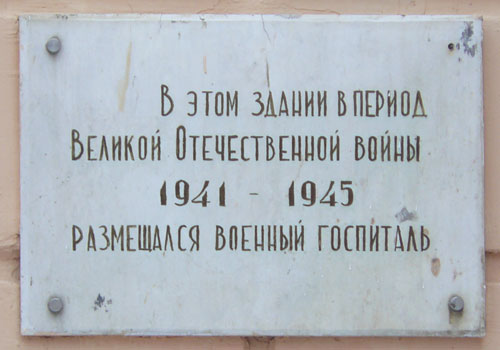 В ЭТОМ ЗДАНИИ В ПЕРИОД
ВЕЛИКОЙ ОТЕЧЕСТВЕННОЙ ВОЙНЫ
1941 - 1945
РАЗМЕЩАЛСЯ ВОЕННЫЙ ГОСПИТАЛЬ